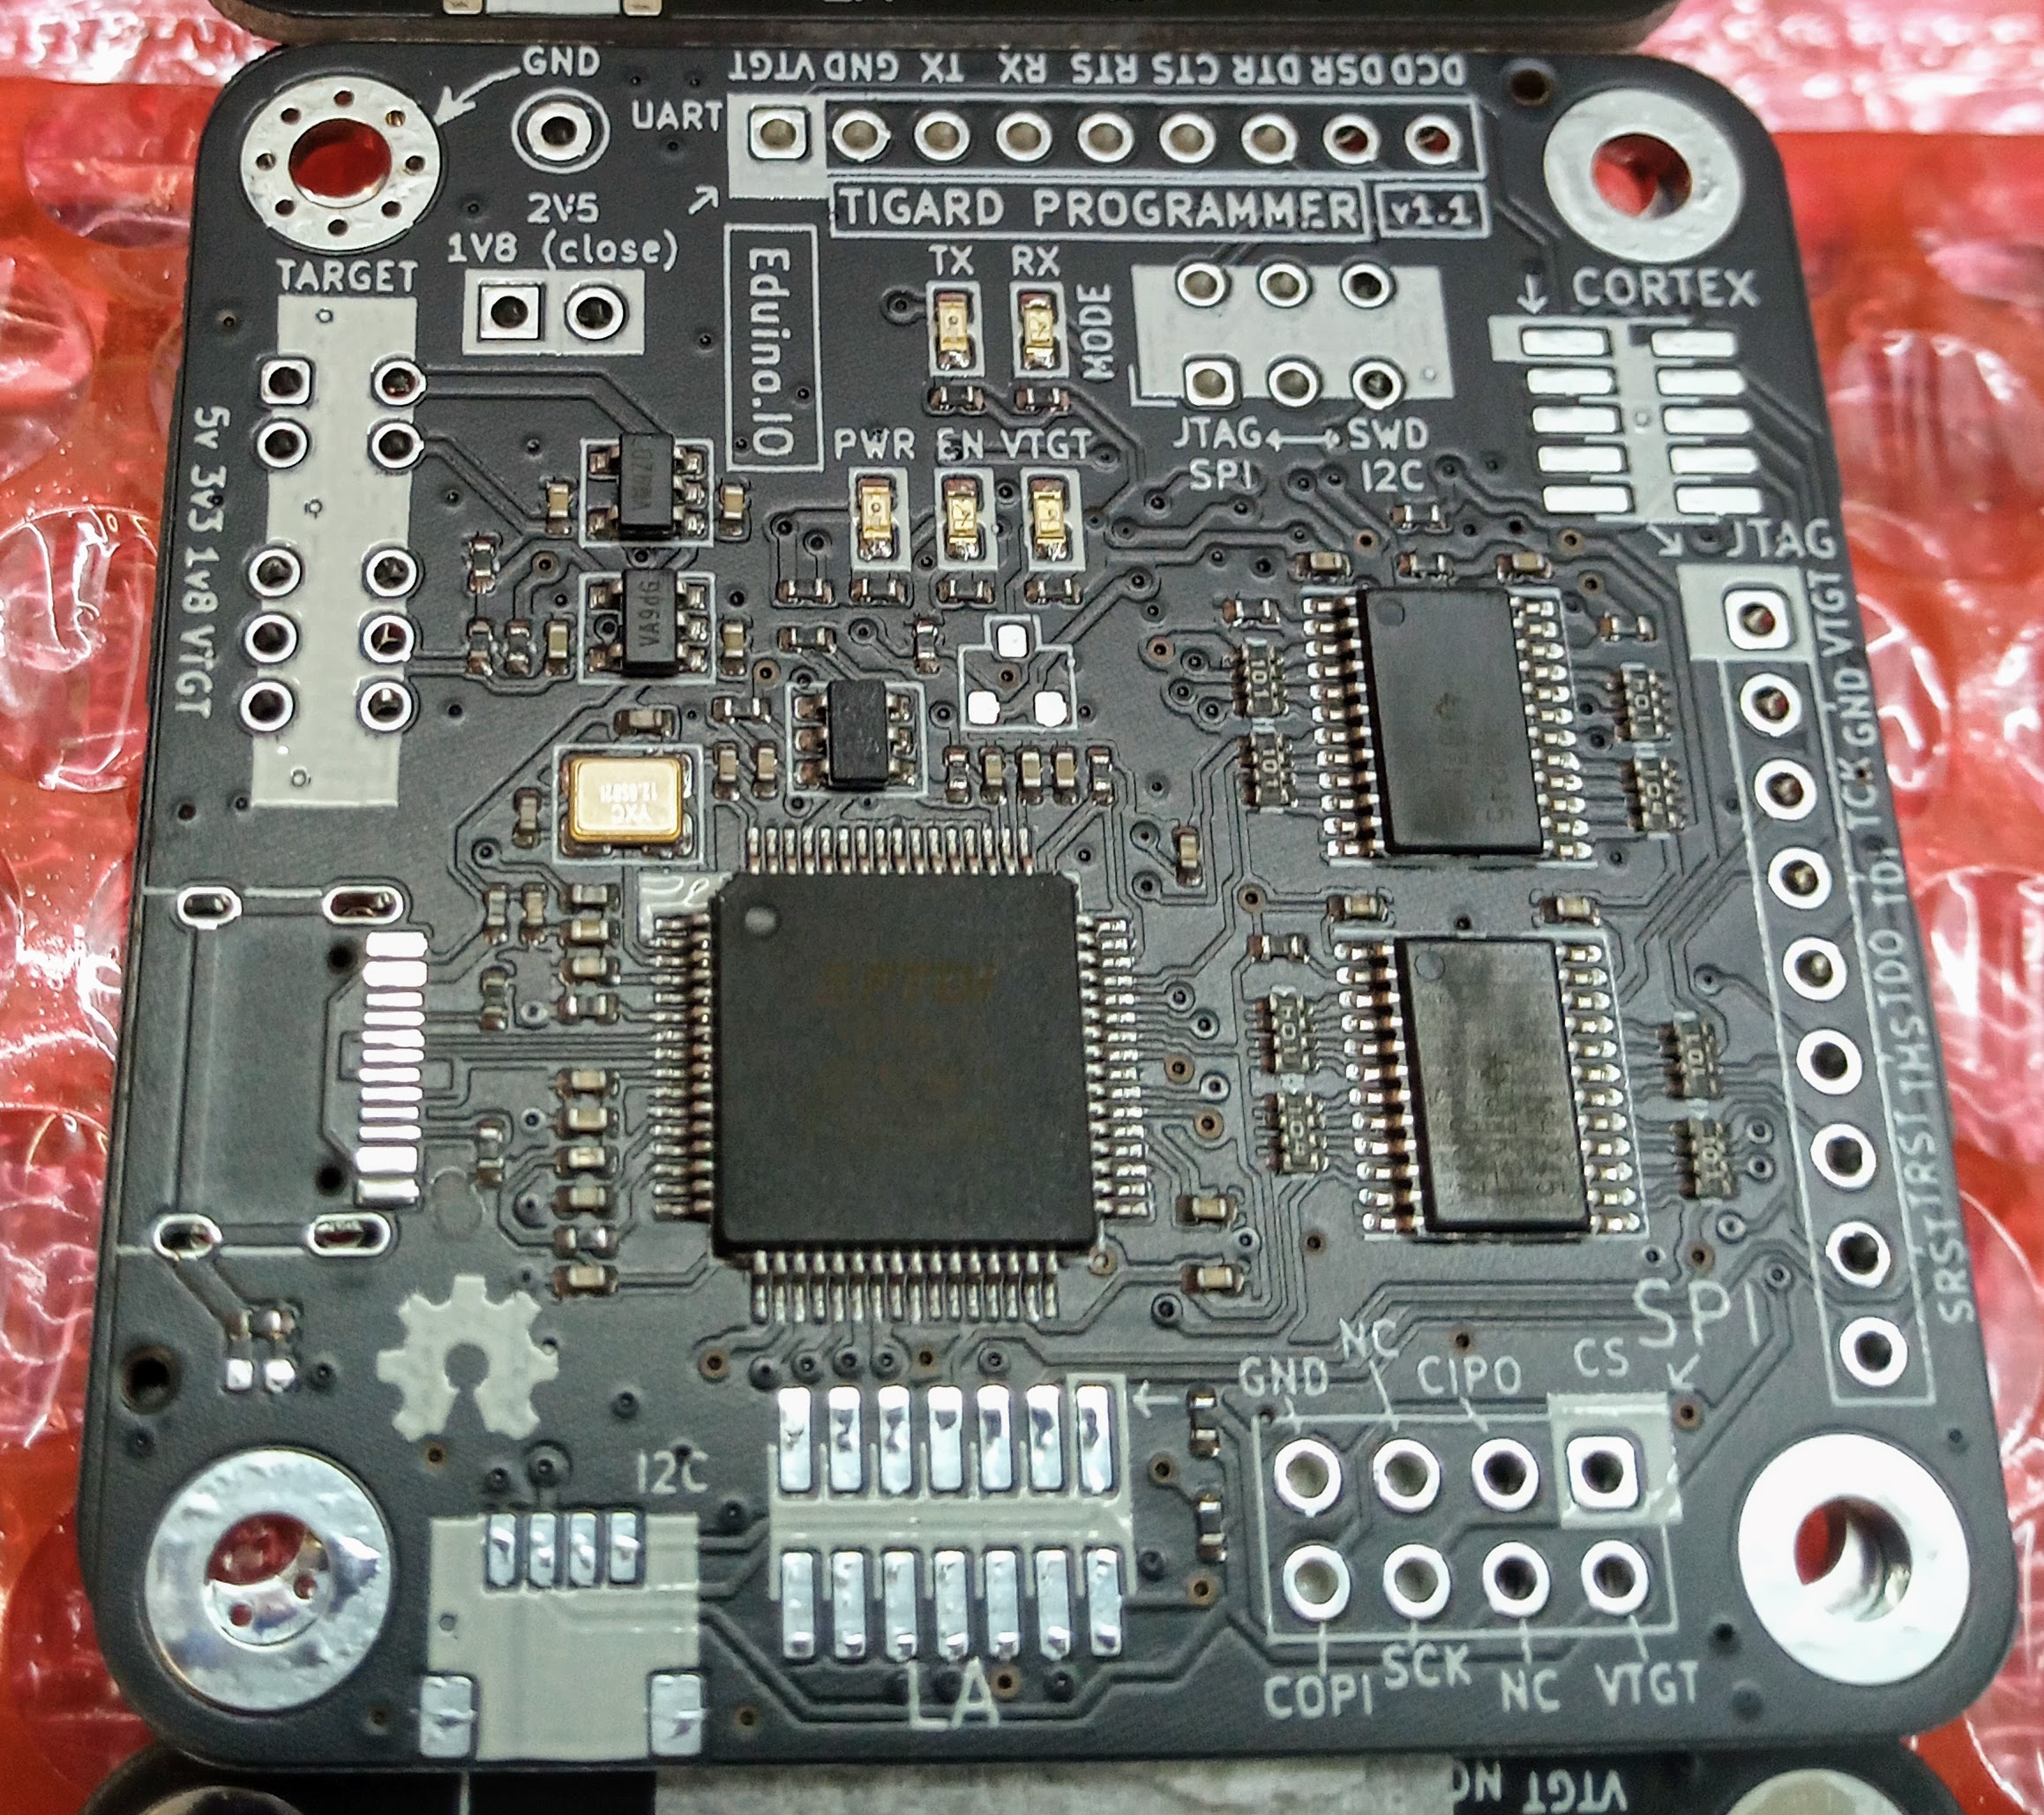 GND
VTGT GND TX RX RTS CTS DTR DSR DCD
UART
2V5
1V8 (close)
TIGARD PROGRAMMER v1.1
Eduino.IO
TARGET
5v 3v3 1v8 VTGT
TX RX
MODE
CORTEX
PWR EN VTGT
JTAG SWD
SPI I2C
JTAG
VTGT GND TCK TDI TDO TMS TRST SRST
VA94G
YXC
FTDI
SPI
GND NC CIPO CS
I2C
LA
COPI SCK NC VTGT
VTGT NC